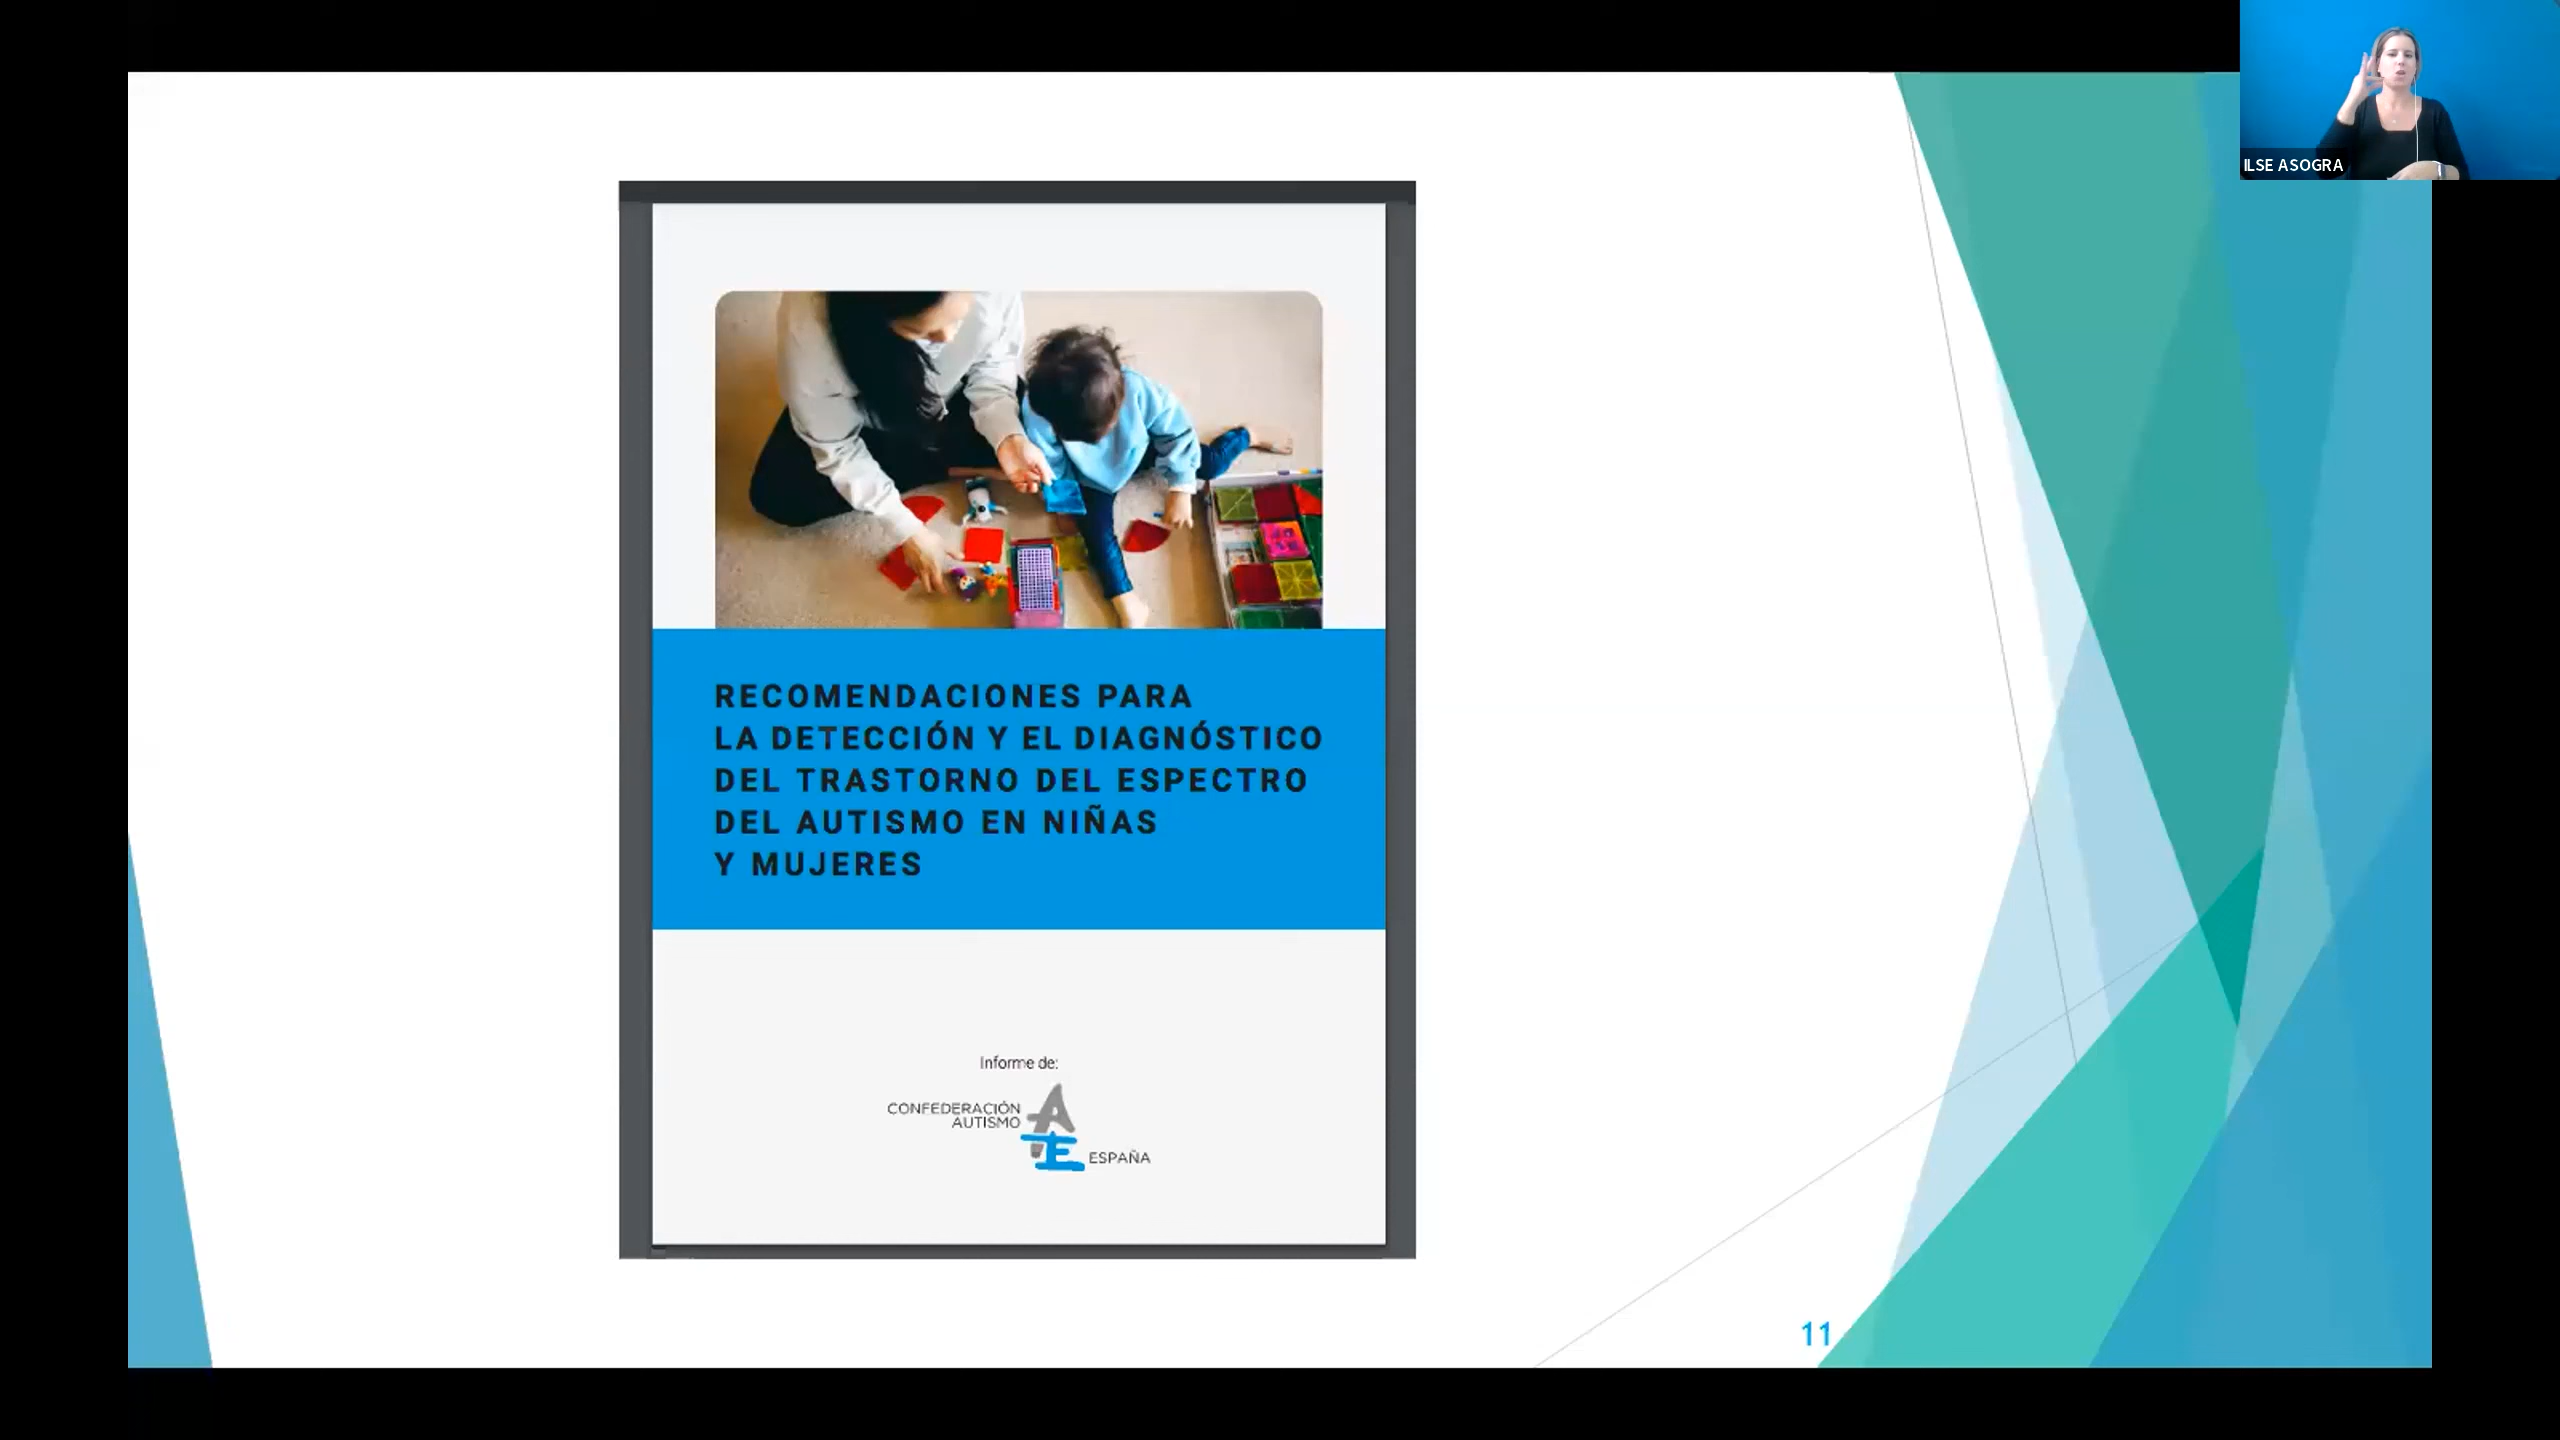 ILSE ASOGRA
RECOMENDACIONES PARA
LA DETECCIÓN Y EL DIAGNÓSTICO
DEL TRASTORNO DEL ESPECTRO
DEL AUTISMO EN NIÑAS
Y MUJERES
Informe de:
CONFEDERACIÓN
AUTISMO
AE
ESPAÑA
11